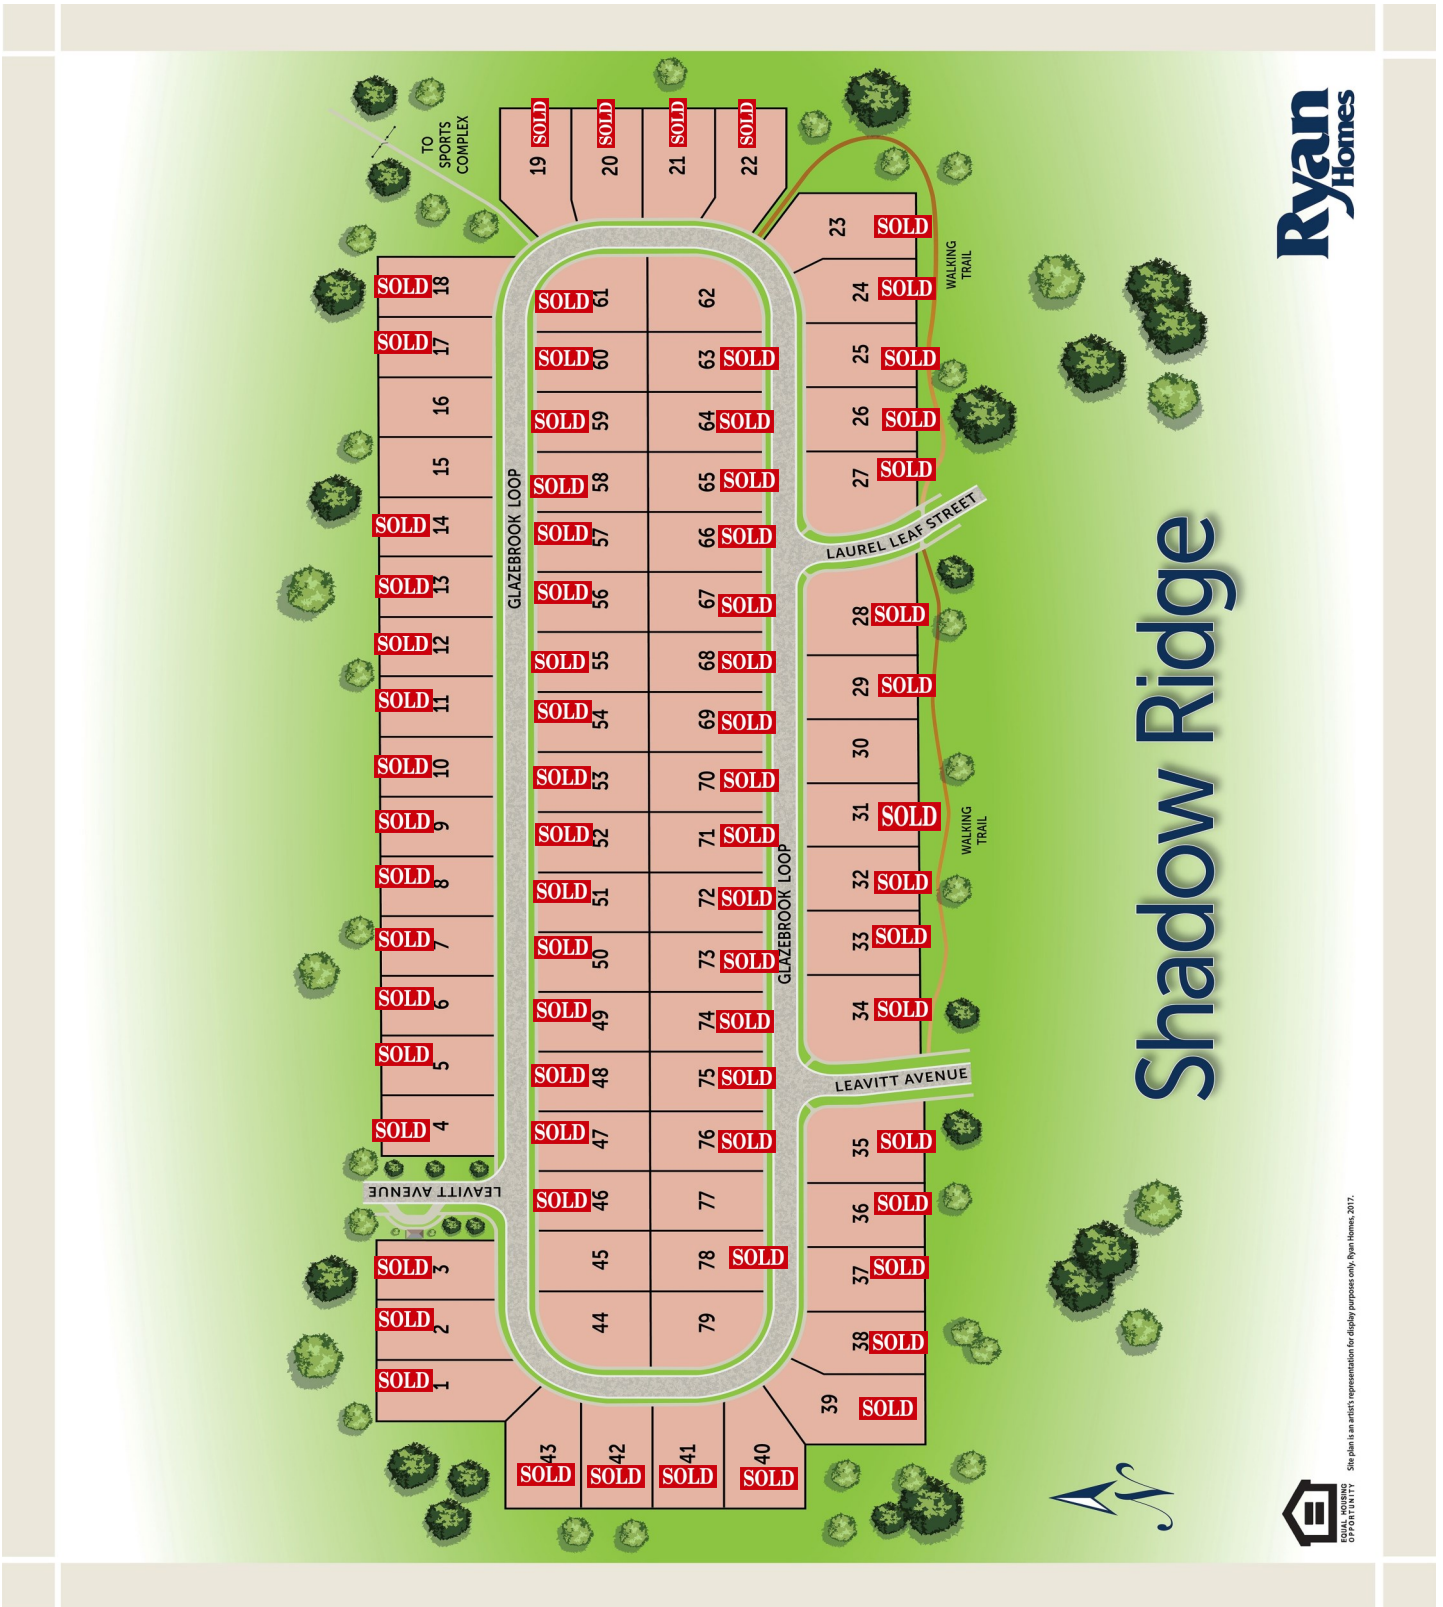 TO
SPORTS
COMPLEX
SOLD
19
SOLD
20
SOLD
21
SOLD
22
23
SOLD
24
SOLD
25
SOLD
26
SOLD
27
SOLD
WALKING
TRAIL
LAUREL LEAF STREET
28
SOLD
29
SOLD
30
31
SOLD
32
SOLD
33
SOLD
34
SOLD
WALKING
TRAIL
LEAVITT AVENUE
35
SOLD
36
SOLD
37
SOLD
38
SOLD
39
SOLD
40
SOLD
41
SOLD
42
SOLD
43
SOLD
SOLD
18
SOLD
17
16
15
SOLD
14
SOLD
13
SOLD
12
SOLD
11
SOLD
10
SOLD
9
SOLD
8
SOLD
7
SOLD
6
SOLD
5
SOLD
4
LEAVITT AVENUE
SOLD
3
SOLD
2
SOLD
1
GLAZEBROOK LOOP
SOLD
61
SOLD
60
SOLD
59
SOLD
58
SOLD
57
SOLD
56
SOLD
55
SOLD
54
SOLD
53
SOLD
52
SOLD
51
SOLD
50
SOLD
49
SOLD
48
SOLD
47
SOLD
46
45
44
62
63
SOLD
64
SOLD
65
SOLD
66
SOLD
67
SOLD
68
SOLD
69
SOLD
70
SOLD
71
SOLD
72
SOLD
73
SOLD
74
SOLD
75
SOLD
76
SOLD
77
78
SOLD
79
GLAZEBROOK LOOP
Shadow Ridge
Ryan
Homes
N
EQUAL HOUSING
OPPORTUNITY
Site plan is an artist's representation for display purposes only. Ryan Homes, 2017.